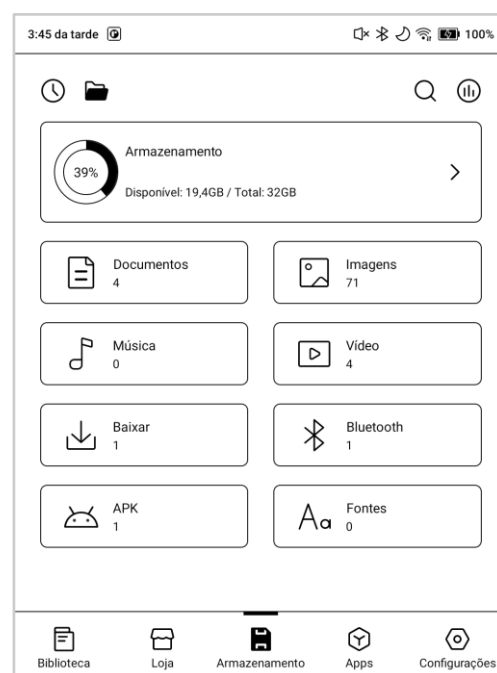 3:45 da tarde
100%
39%
Armazenamento
Disponível: 19,4GB / Total: 32GB
Documentos
4
Imagens
71
Música
0
Vídeo
4
Baixar
1
Bluetooth
1
APK
1
Aa
Fontes
0
Biblioteca
Loja
Armazenamento
Apps
Configurações